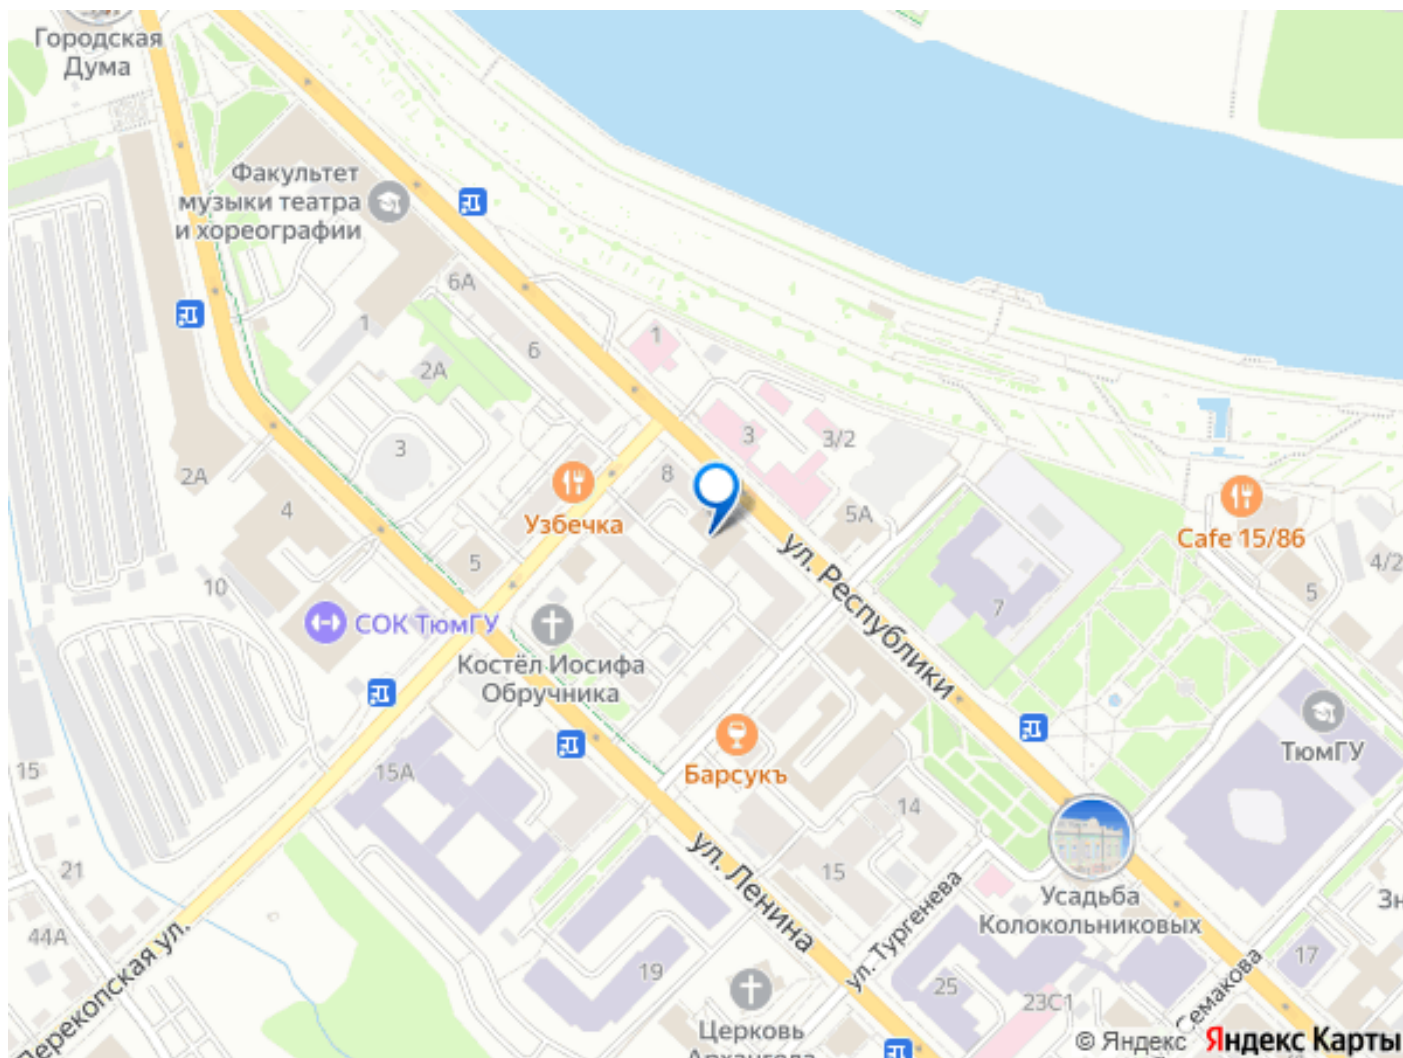 Городская
Дума
Факультет
музыки театра
и хореографии
6А
1
6
1
2А
3
3
3/2
8
2А
4
Узбечка
5А
Cafe 15/86
5
4/2
10
7
5
СОК ТюмГУ
ул. Республики
Костёл Иосифа
Обручника
ТюмГУ
15
15А
Барсукъ
14
21
ул. Ленина
15
Усадьба
Колокольниковых
ул. Тургенева
44А
Перекопская ул.
19
25
17
23С1
Семакова
Церковь
Архангела
© Яндекс Яндекс Карты